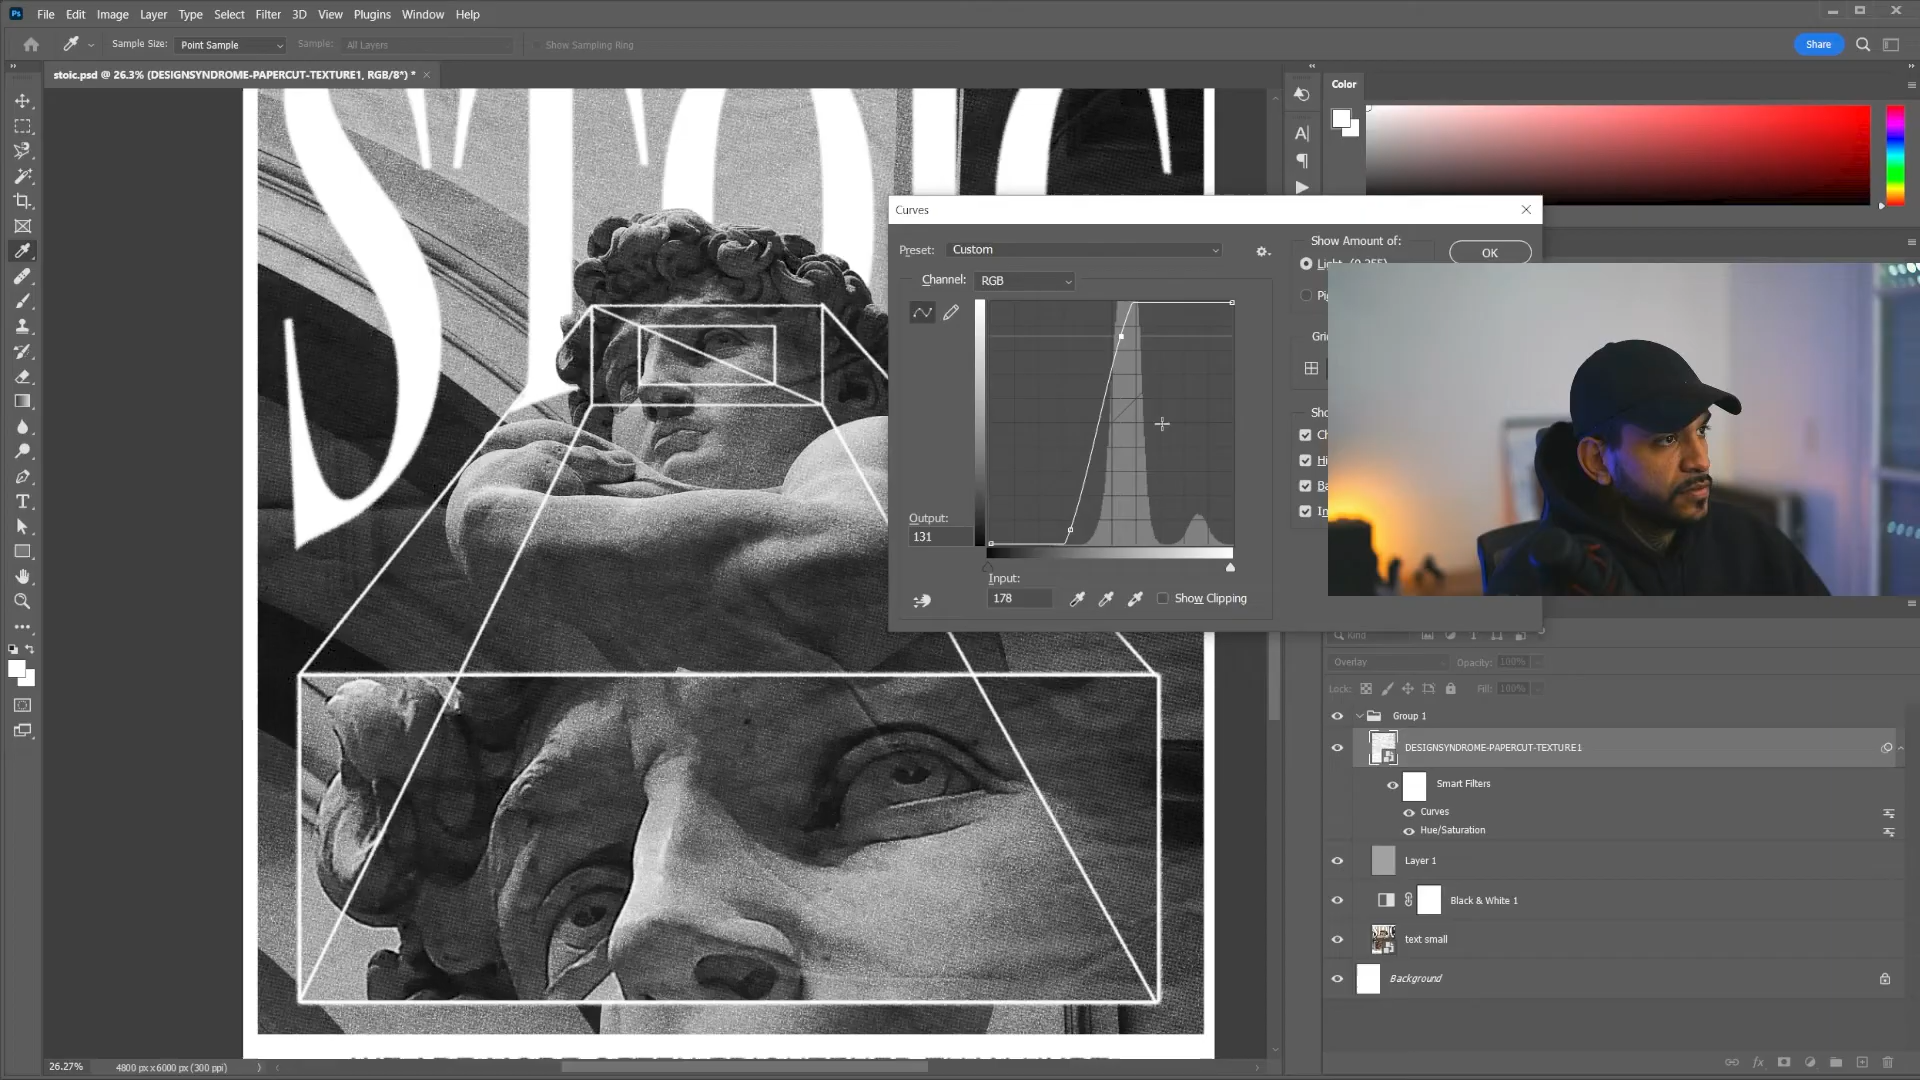 Ps File Edit Image Layer Type Select Filter 3D View Plugins Window Help
Sample Size: Point Sample Sample: All Layers Show Sampling Ring Share
stoic.psd @ 26.3% (DESIGNSYNDROME-PAPERCUT-TEXTURE1, RGB/8*) *
Color
STOIC
Curves
Preset: Custom
Show Amount of:
OK
Channel: RGB
Output:
131
Input:
178
Show Clipping
Kind
Overlay Opacity: 100%
Lock: Fill: 100%
Group 1
DESIGNSYNDROME-PAPERCUT-TEXTURE1
Smart Filters
Curves
Hue/Saturation
Layer 1
Black & White 1
text small
Background
26.27% 4800 px x 6000 px (300 ppi)